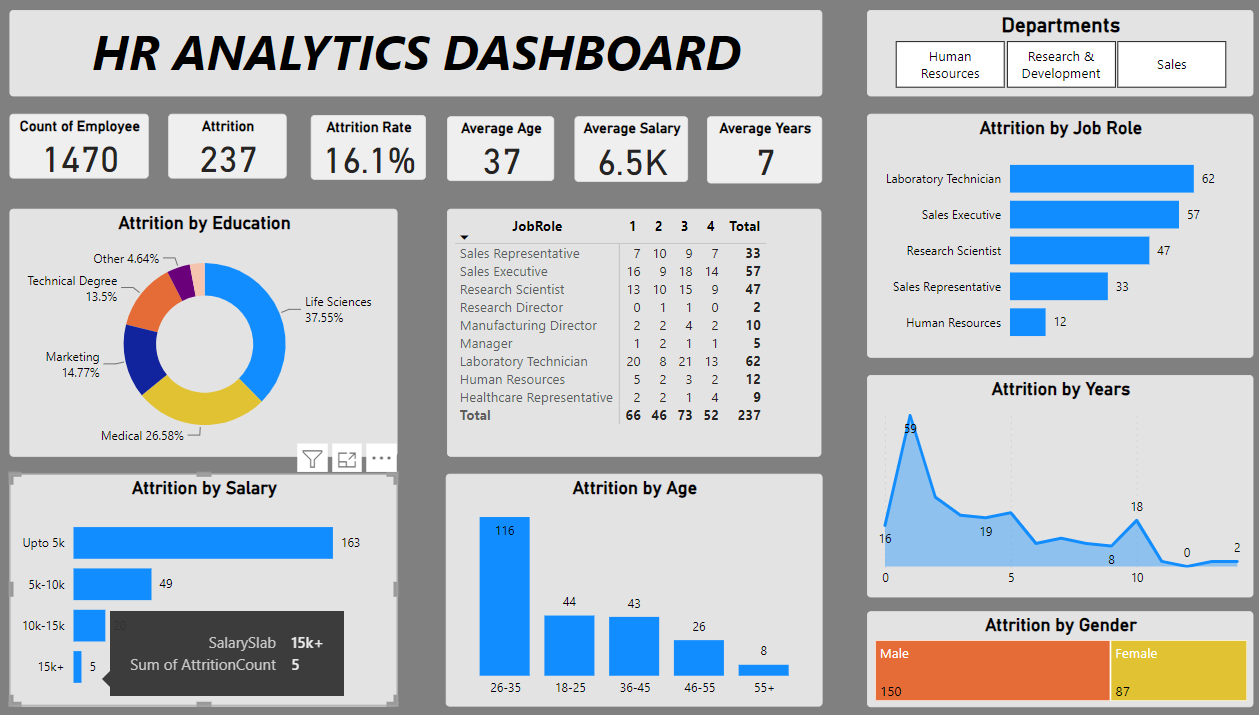 HR ANALYTICS DASHBOARD
Departments
Human
Resources
Research &
Development
Sales
Count of Employee
1470
Attrition
237
Attrition Rate
16.1%
Average Age
37
Average Salary
6.5K
Average Years
7
Attrition by Education
Other 4.64%
Technical Degree
13.5%
Life Sciences
37.55%
Marketing
14.77%
Medical 26.58%
JobRole 1 2 3 4 Total
Sales Representative 7 10 9 7 33
Sales Executive 16 9 18 14 57
Research Scientist 13 10 15 9 47
Research Director 0 1 1 0 2
Manufacturing Director 2 2 4 2 10
Manager 1 2 1 1 5
Laboratory Technician 20 8 21 13 62
Human Resources 5 2 3 2 12
Healthcare Representative 2 2 1 4 9
Total 66 46 73 52 237
Attrition by Job Role
Laboratory Technician 62
Sales Executive 57
Research Scientist 47
Sales Representative 33
Human Resources 12
Attrition by Years
59
16
19
8
18
0
2
0 5 10
Attrition by Salary
Upto 5k 163
5k-10k 49
10k-15k 20
15k+ 5
SalarySlab 15k+
Sum of AttritionCount 5
Attrition by Age
116
44
43
26
8
26-35 18-25 36-45 46-55 55+
Attrition by Gender
Male
150
Female
87